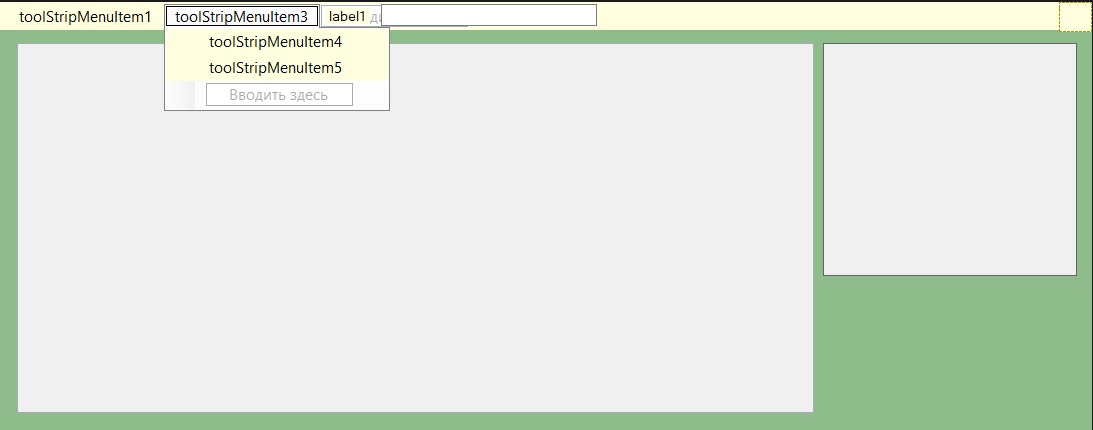 toolStripMenuItem1 toolStripMenuItem3 label1
toolStripMenuItem4
toolStripMenuItem5
Вводить здесь